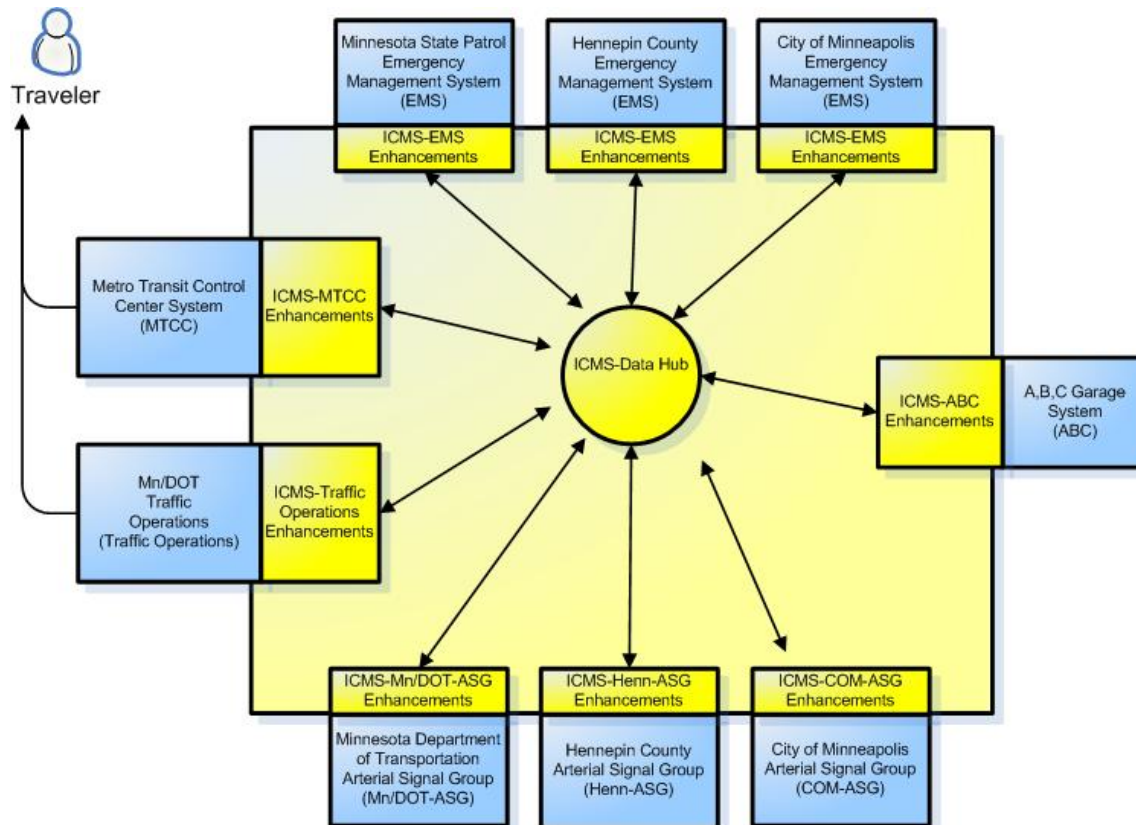 Traveler
Minnesota State Patrol
Emergency
Management System
(EMS)
ICMS-EMS
Enhancements
Hennepin County
Emergency
Management System
(EMS)
ICMS-EMS
Enhancements
City of Minneapolis
Emergency
Management System
(EMS)
ICMS-EMS
Enhancements
Metro Transit Control
Center System
(MTCC)
ICMS-MTCC
Enhancements
ICMS-Data Hub
ICMS-ABC
Enhancements
A,B,C Garage
System
(ABC)
Mn/DOT
Traffic
Operations
(Traffic Operations)
ICMS-Traffic
Operations
Enhancements
ICMS-Mn/DOT-ASG
Enhancements
Minnesota Department
of Transportation
Arterial Signal Group
(Mn/DOT-ASG)
ICMS-Henn-ASG
Enhancements
Hennepin County
Arterial Signal Group
(Henn-ASG)
ICMS-COM-ASG
Enhancements
City of Minneapolis
Arterial Signal Group
(COM-ASG)